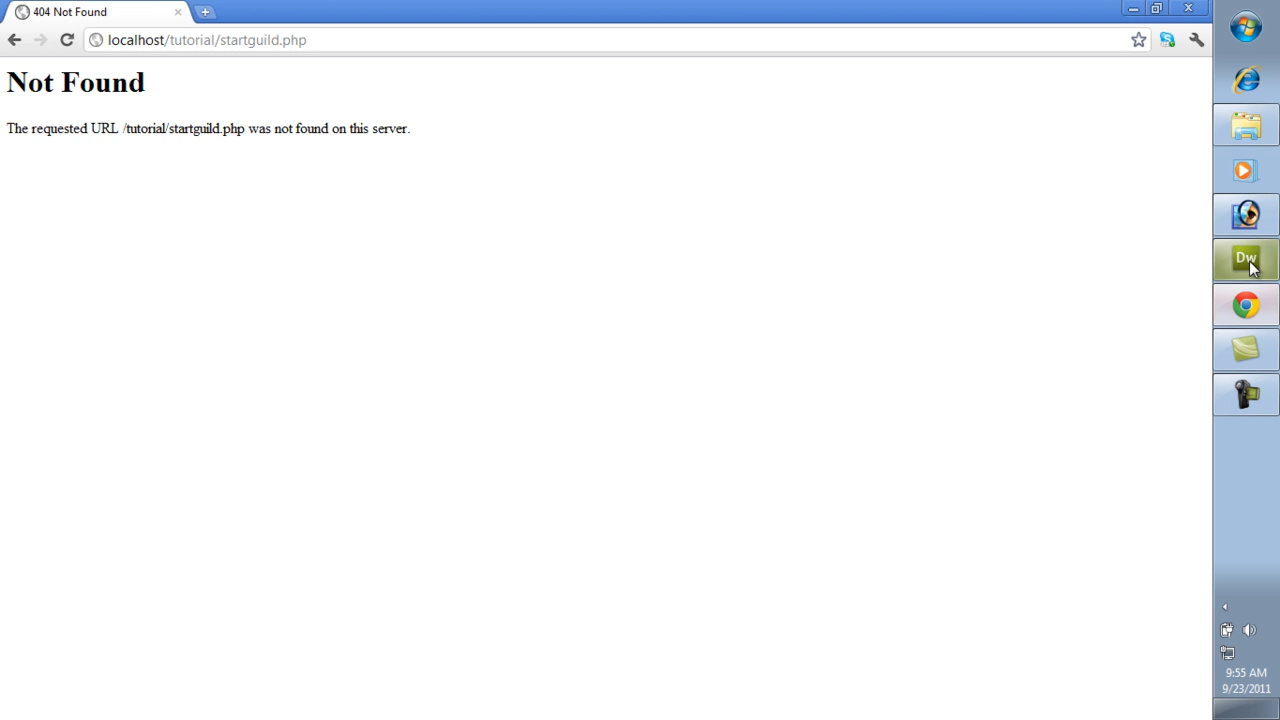 404 Not Found
localhost/tutorial/startguild.php
Not Found
The requested URL /tutorial/startguild.php was not found on this server.
Dw
9:55 AM
9/23/2011